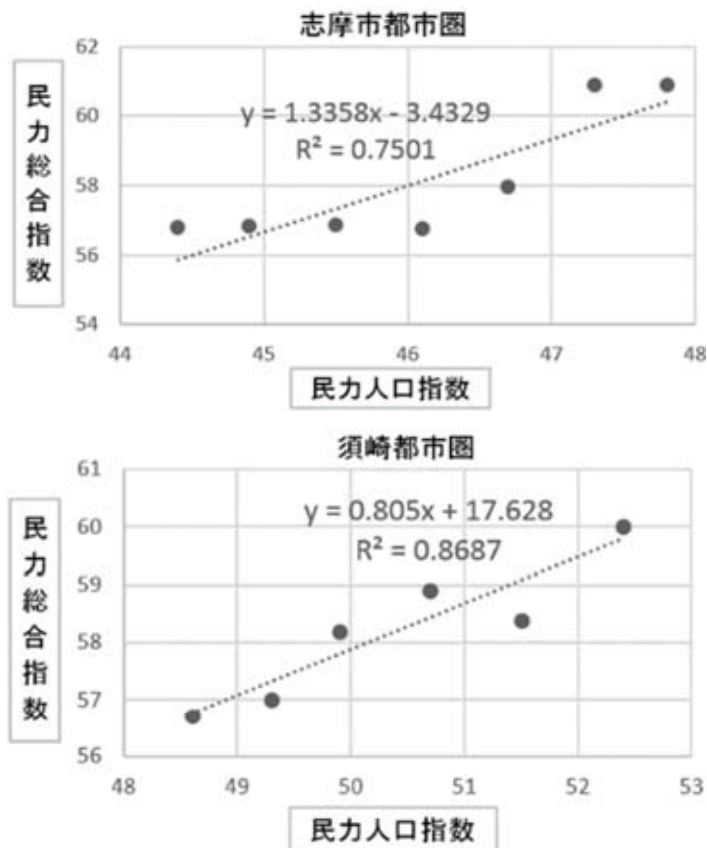 志摩市都市圏
民力総合指数
62
60
58
56
54
y = 1.3358x - 3.4329
R² = 0.7501
44 45 46 47 48
民力人口指数
須崎都市圏
民力総合指数
61
60
59
58
57
56
y = 0.805x + 17.628
R² = 0.8687
48 49 50 51 52 53
民力人口指数